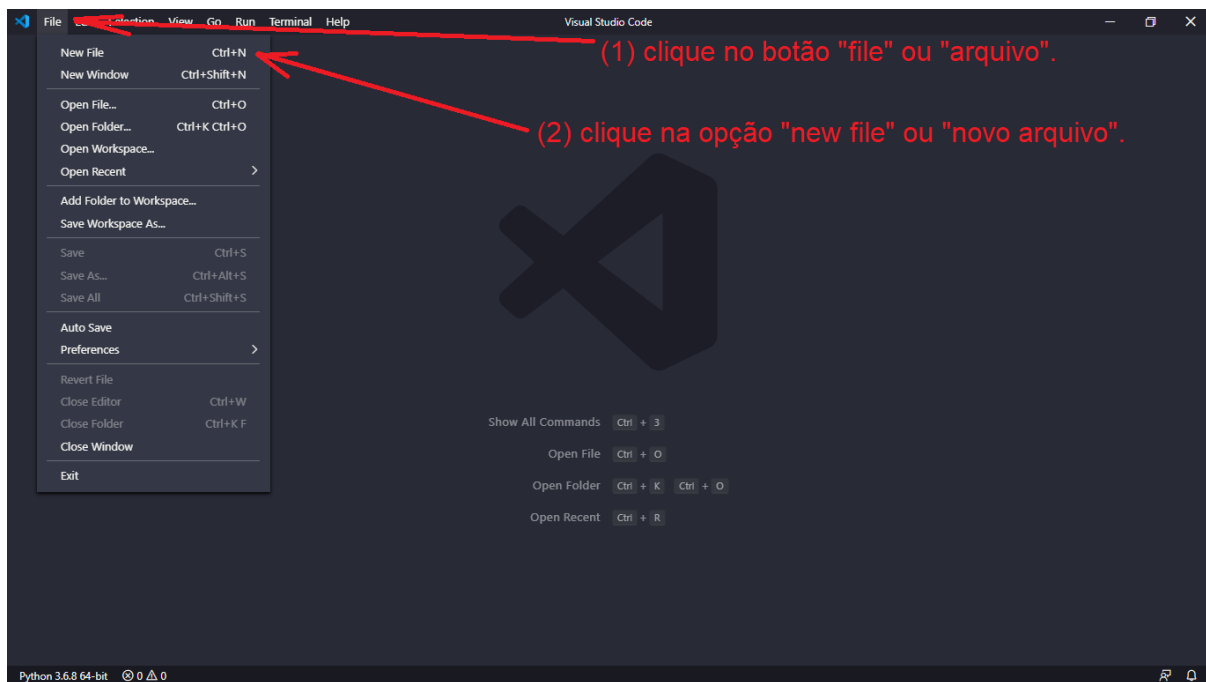 File Selection View Go Run Terminal Help Visual Studio Code
(1) clique no botão "file" ou "arquivo".
New File Ctrl+N
New Window Ctrl+Shift+N
Open File... Ctrl+O
Open Folder... Ctrl+K Ctrl+O
(2) clique na opção "new file" ou "novo arquivo".
Open Workspace...
Open Recent
Add Folder to Workspace...
Save Workspace As...
Save Ctrl+S
Save As... Ctrl+Alt+S
Save All Ctrl+Shift+S
Auto Save
Preferences
Revert File
Close Editor Ctrl+W
Close Folder Ctrl+K F
Close Window
Exit
Show All Commands Ctrl + 3
Open File Ctrl + O
Open Folder Ctrl + K Ctrl + O
Open Recent Ctrl + R
Python 3.6.8 64-bit 0 0